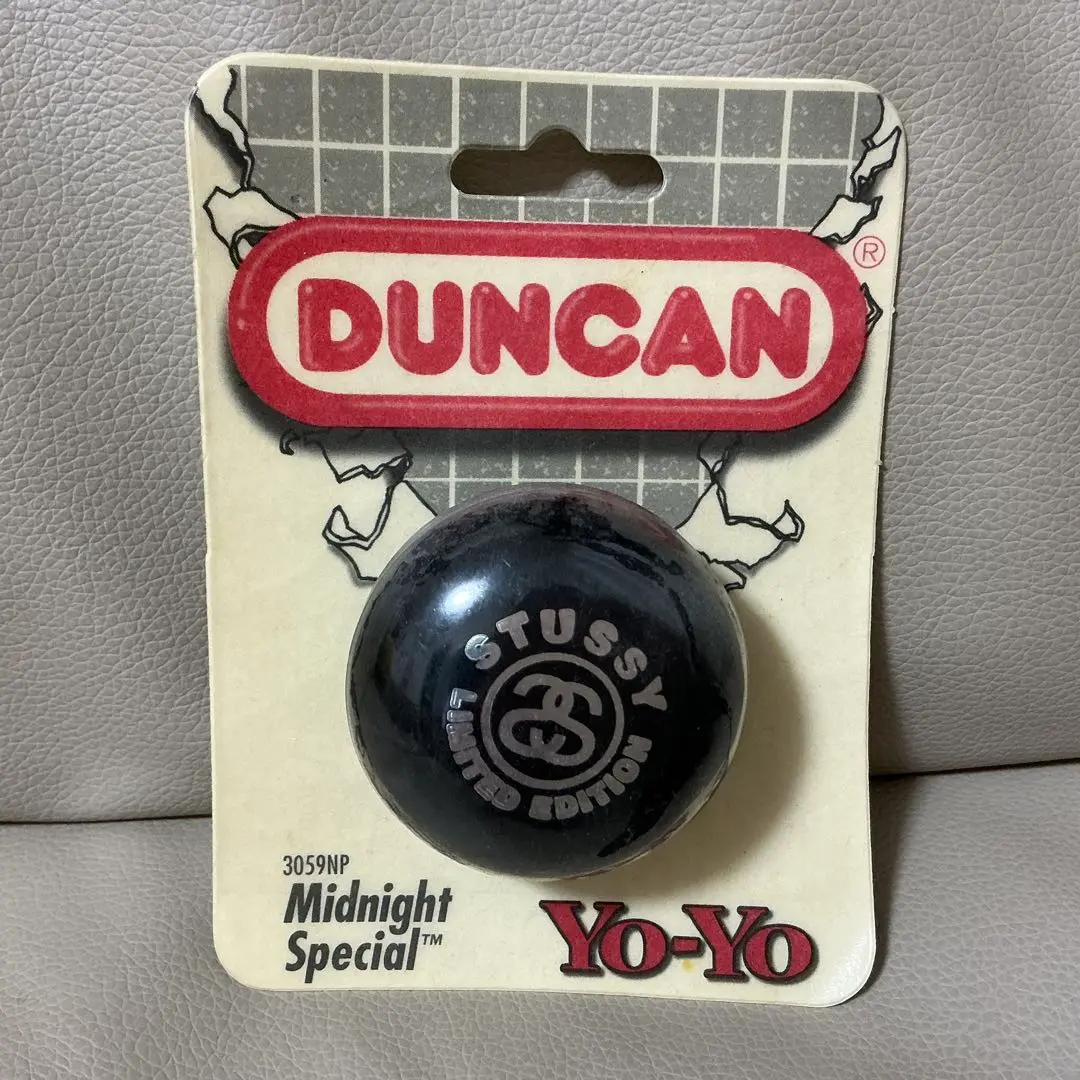 DUNCAN
®
STUSSY
LIMITED EDITION
3059NP
Midnight
Special™
Yo-Yo